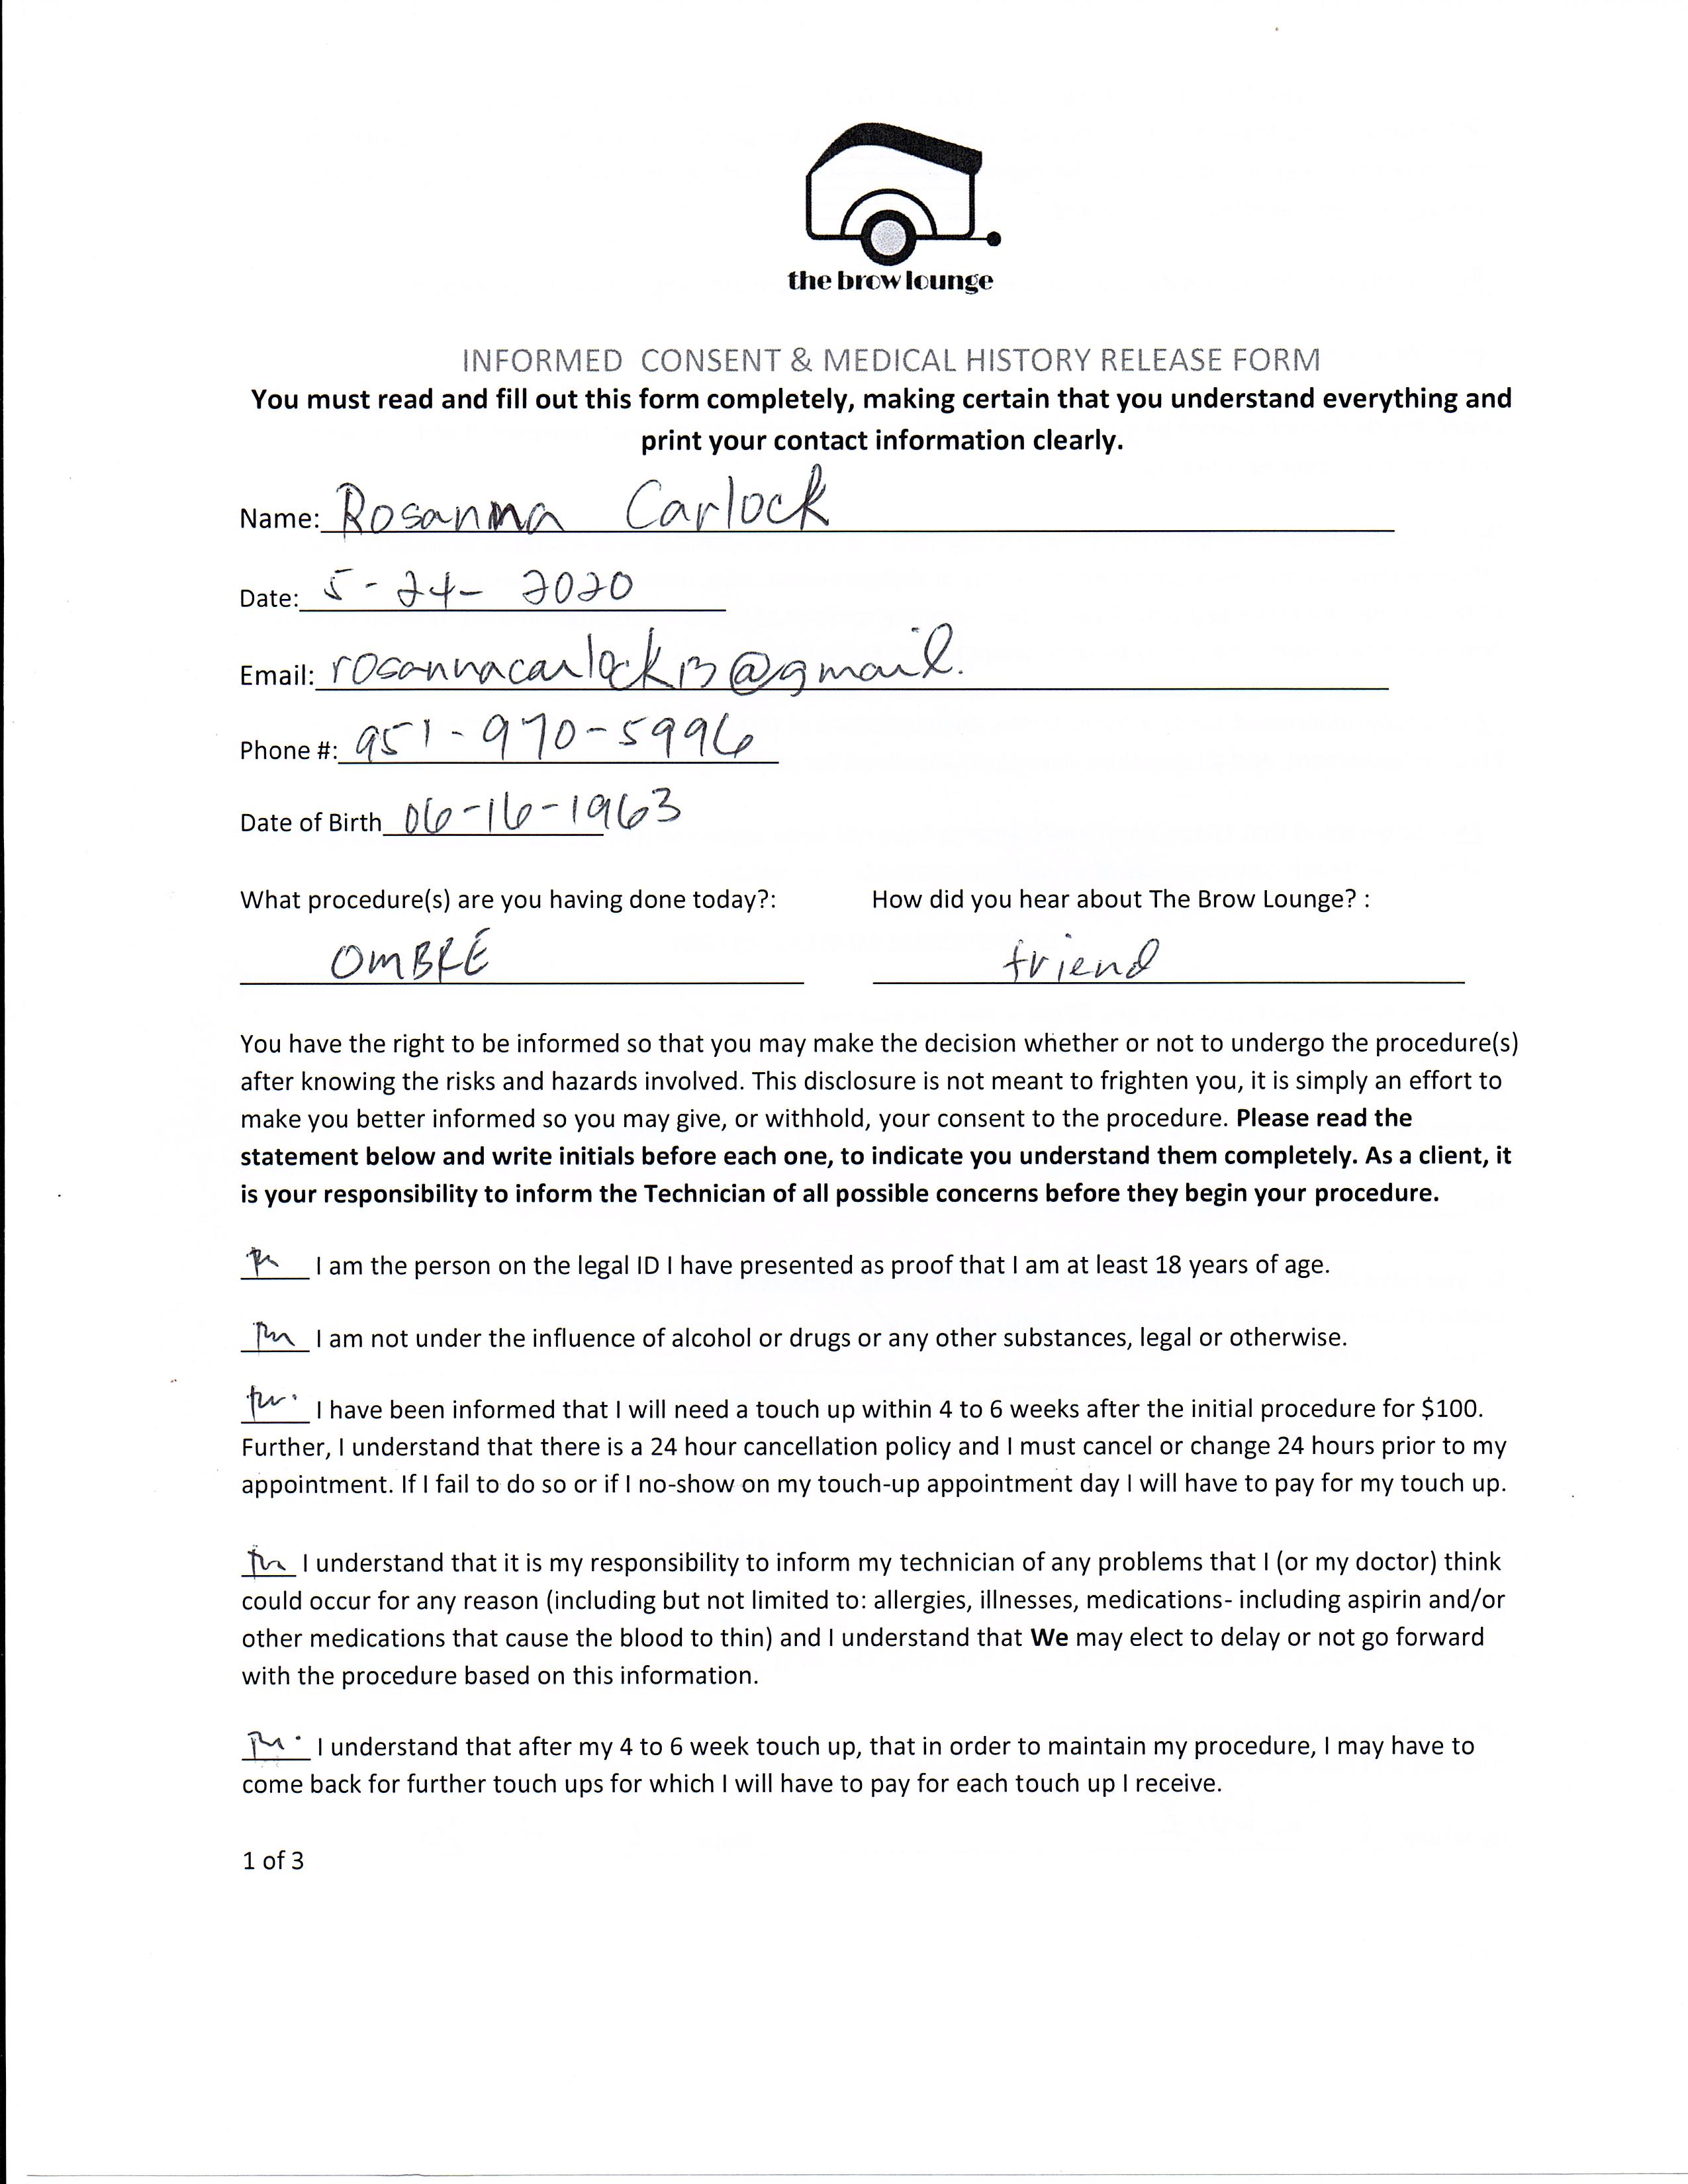 the brow lounge
INFORMED CONSENT & MEDICAL HISTORY RELEASE FORM
You must read and fill out this form completely, making certain that you understand everything and
print your contact information clearly.
Name: Rosanna Carlock
Date: 5-24-2020
Email: rosannacarlock13@gmail.
Phone #: 951-970-5996
Date of Birth 06-16-1963
What procedure(s) are you having done today?: How did you hear about The Brow Lounge? :
OMBRÉ friend
You have the right to be informed so that you may make the decision whether or not to undergo the procedure(s)
after knowing the risks and hazards involved. This disclosure is not meant to frighten you, it is simply an effort to
make you better informed so you may give, or withhold, your consent to the procedure. Please read the
statement below and write initials before each one, to indicate you understand them completely. As a client, it
is your responsibility to inform the Technician of all possible concerns before they begin your procedure.
I am the person on the legal ID I have presented as proof that I am at least 18 years of age.
I am not under the influence of alcohol or drugs or any other substances, legal or otherwise.
I have been informed that I will need a touch up within 4 to 6 weeks after the initial procedure for $100.
Further, I understand that there is a 24 hour cancellation policy and I must cancel or change 24 hours prior to my
appointment. If I fail to do so or if I no-show on my touch-up appointment day I will have to pay for my touch up.
I understand that it is my responsibility to inform my technician of any problems that I (or my doctor) think
could occur for any reason (including but not limited to: allergies, illnesses, medications- including aspirin and/or
other medications that cause the blood to thin) and I understand that We may elect to delay or not go forward
with the procedure based on this information.
I understand that after my 4 to 6 week touch up, that in order to maintain my procedure, I may have to
come back for further touch ups for which I will have to pay for each touch up I receive.
1 of 3